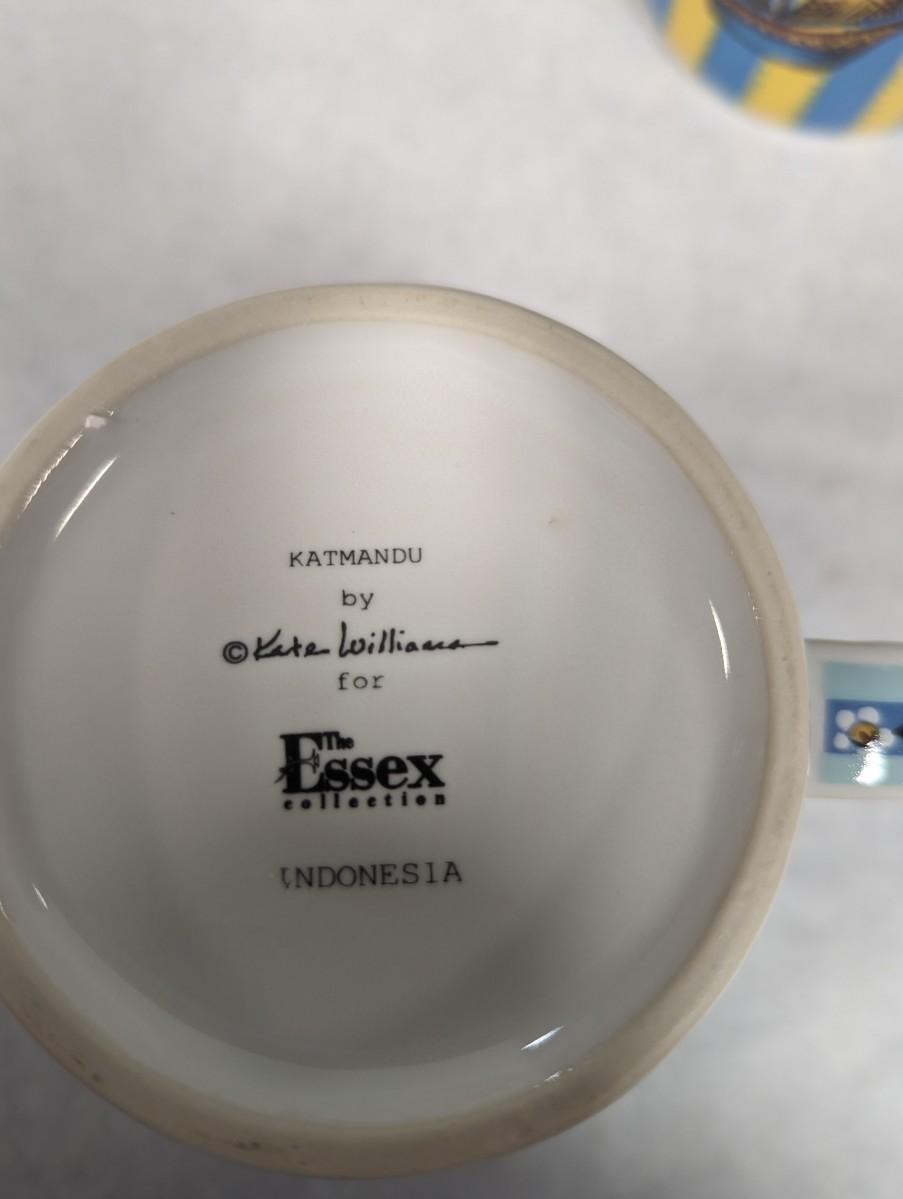 KATMANDU
by
© Kate Williams
for
The
Essex
collection
INDONESIA